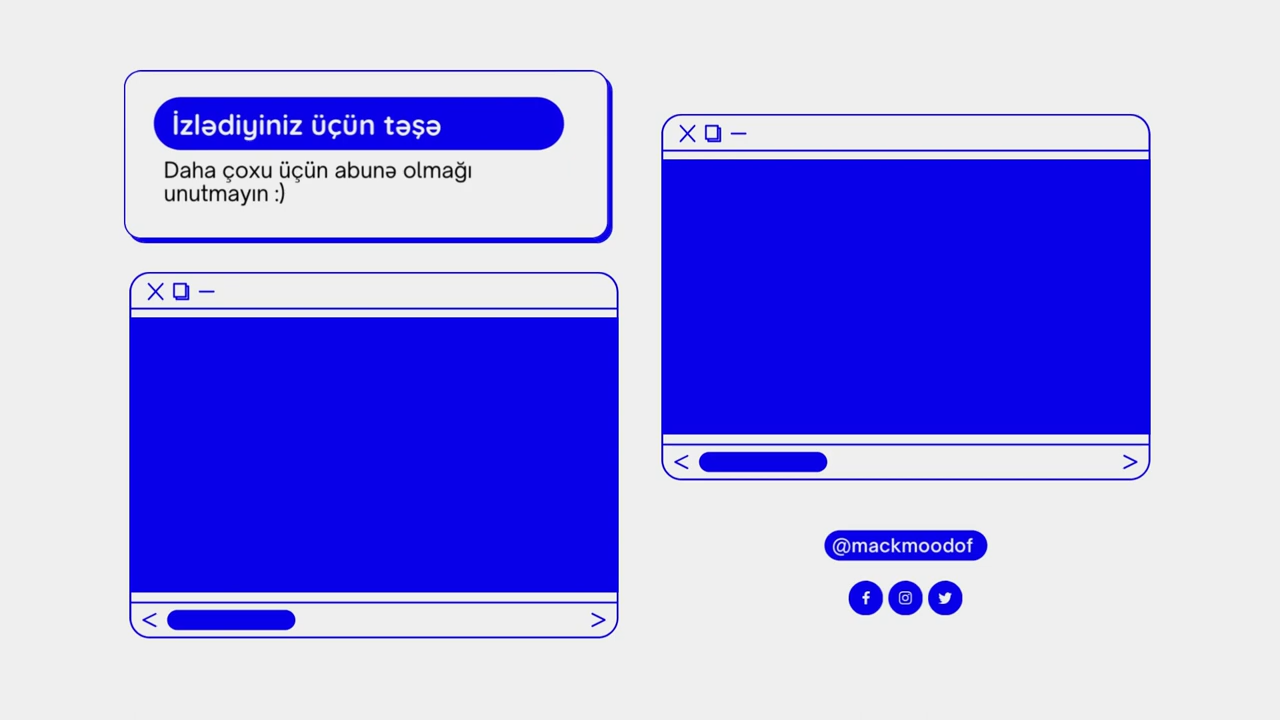 İzlədiyiniz üçün təşə
Daha çoxu üçün abunə olmağı
unutmayın :)
@mackmoodof